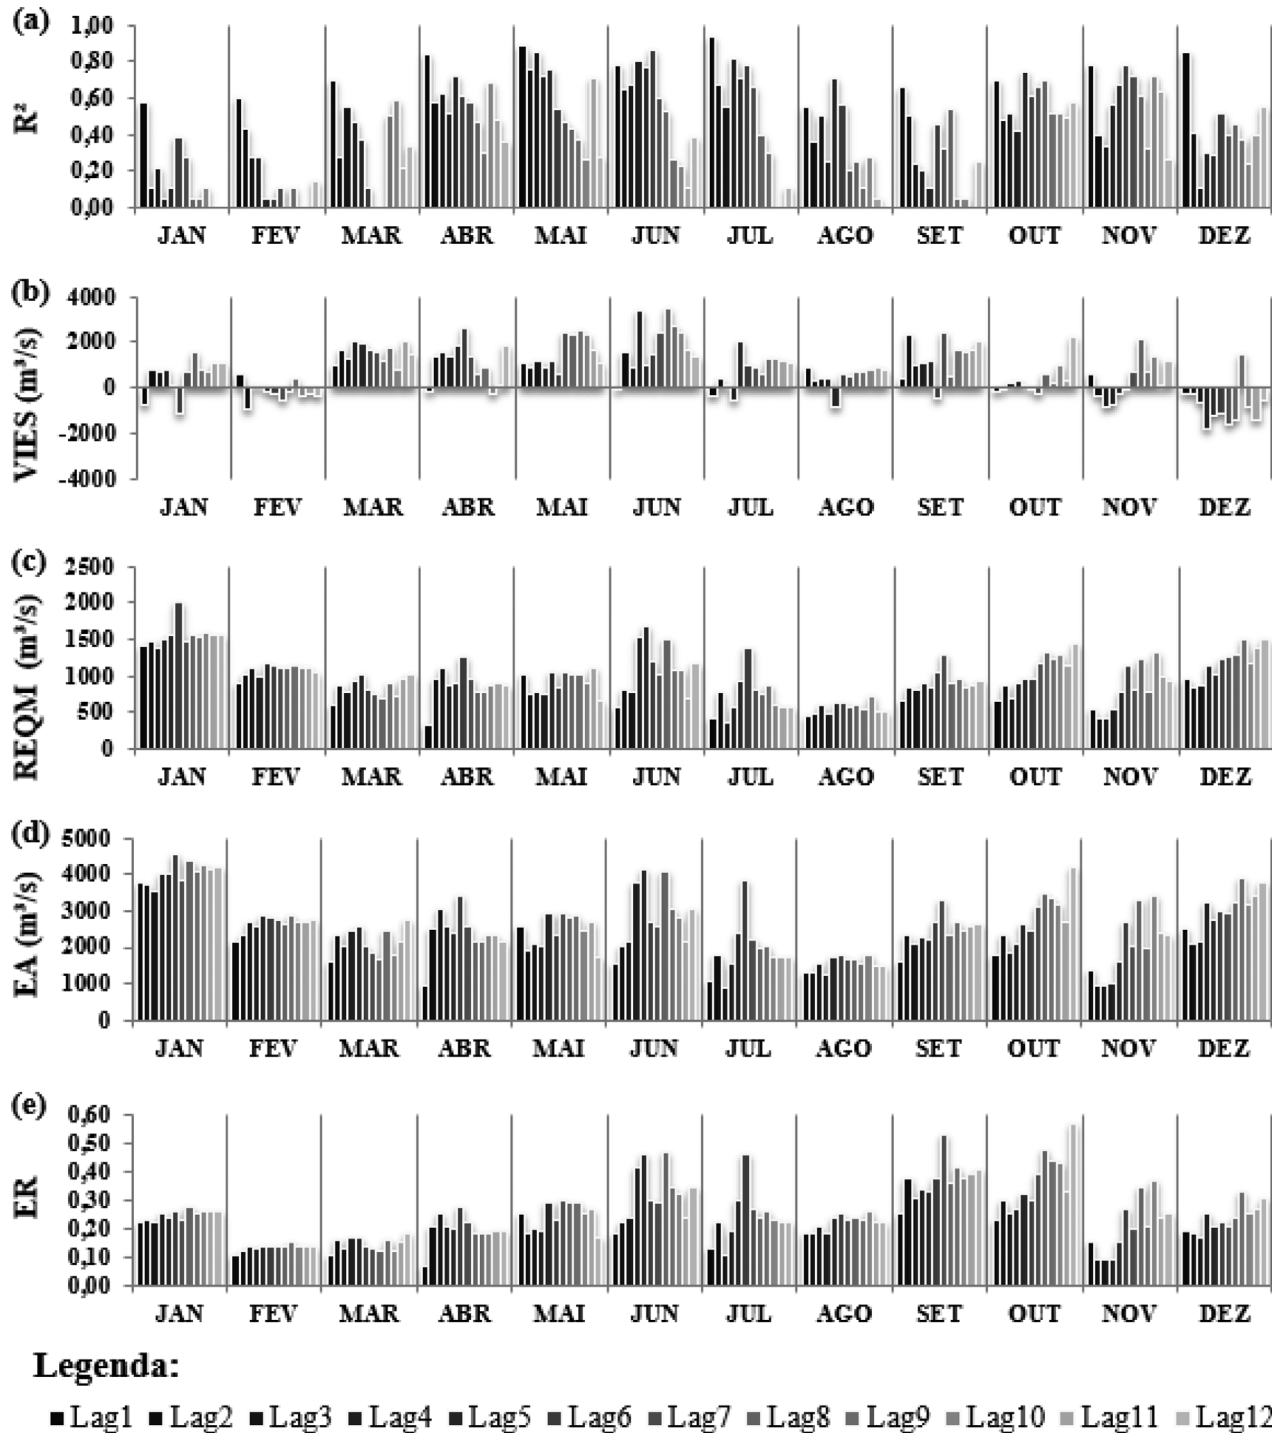 (a)
R²
1,00
0,80
0,60
0,40
0,20
0,00
JAN FEV MAR ABR MAI JUN JUL AGO SET OUT NOV DEZ
(b)
VIES (m³/s)
4000
2000
0
-2000
-4000
JAN FEV MAR ABR MAI JUN JUL AGO SET OUT NOV DEZ
(c)
REQM (m³/s)
2500
2000
1500
1000
500
0
JAN FEV MAR ABR MAI JUN JUL AGO SET OUT NOV DEZ
(d)
EA (m³/s)
5000
4000
3000
2000
1000
0
JAN FEV MAR ABR MAI JUN JUL AGO SET OUT NOV DEZ
(e)
ER
0,60
0,50
0,40
0,30
0,20
0,10
0,00
JAN FEV MAR ABR MAI JUN JUL AGO SET OUT NOV DEZ
Legenda:
Lag1 Lag2 Lag3 Lag4 Lag5 Lag6 Lag7 Lag8 Lag9 Lag10 Lag11 Lag12